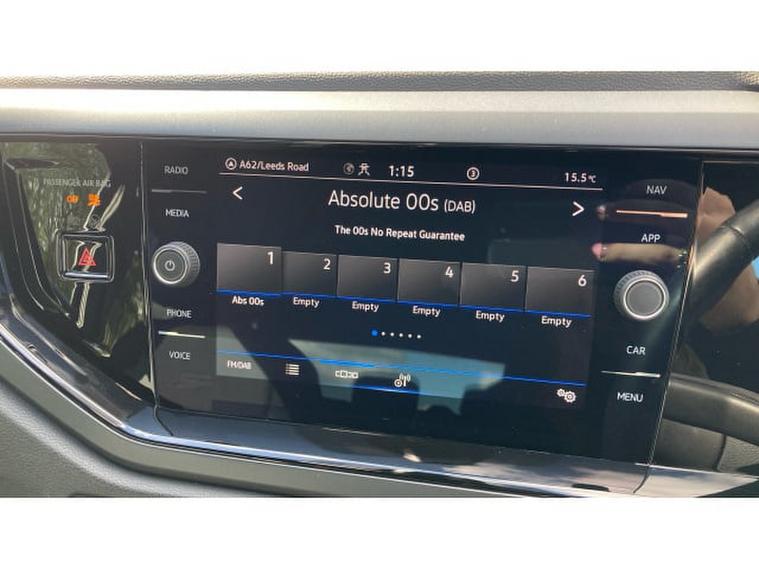 PASSENGER AIR BAG
OFF
RADIO
MEDIA
PHONE
VOICE
A62/Leeds Road
1:15
3
15.5°C
< Absolute 00s (DAB) >
The 00s No Repeat Guarantee
1 2 3 4 5 6
Abs 00s Empty Empty Empty Empty Empty
FM/DAB
NAV
APP
CAR
MENU